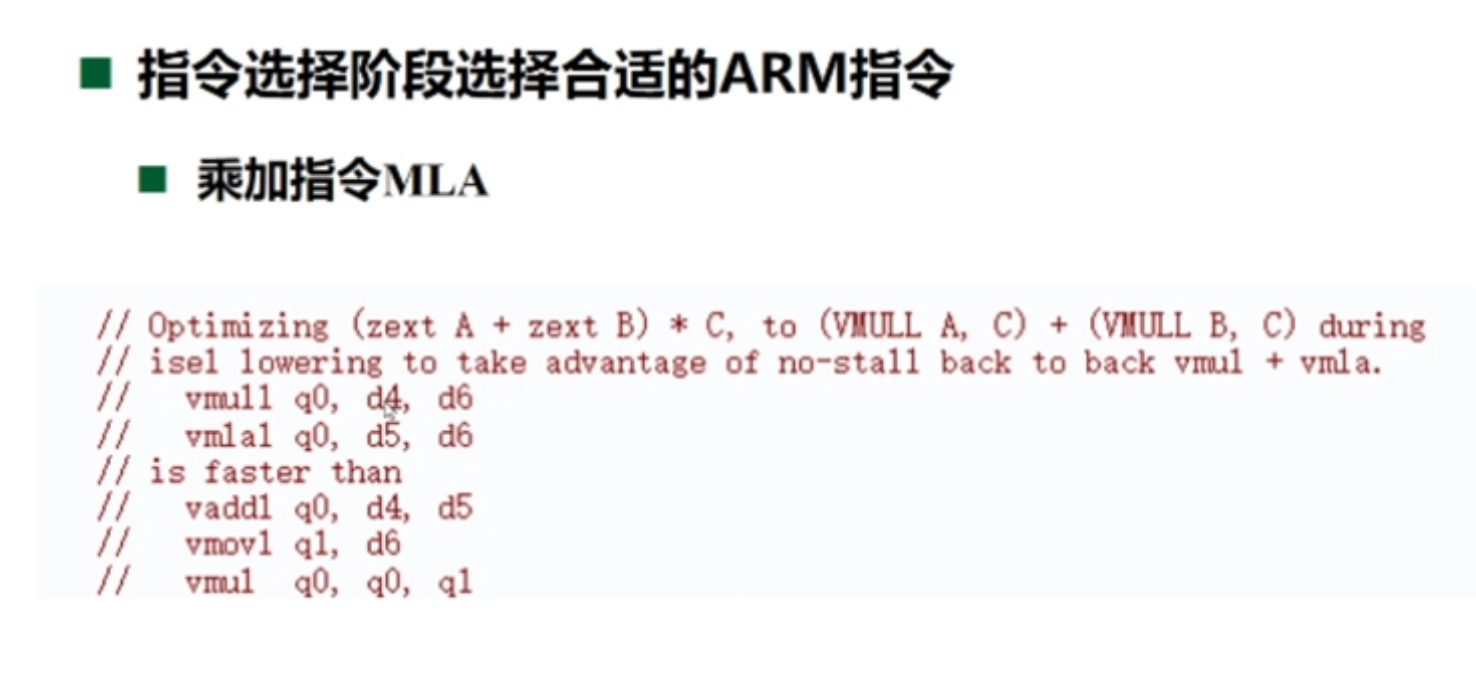 指令选择阶段选择合适的ARM指令
乘加指令MLA
// Optimizing (zext A + zext B) * C, to (VMULL A, C) + (VMULL B, C) during
// isel lowering to take advantage of no-stall back to back vmul + vmla.
//   vmull q0, d4, d6
//   vmlal q0, d5, d6
// is faster than
//   vaddl q0, d4, d5
//   vmovl q1, d6
//   vmul  q0, q0, q1